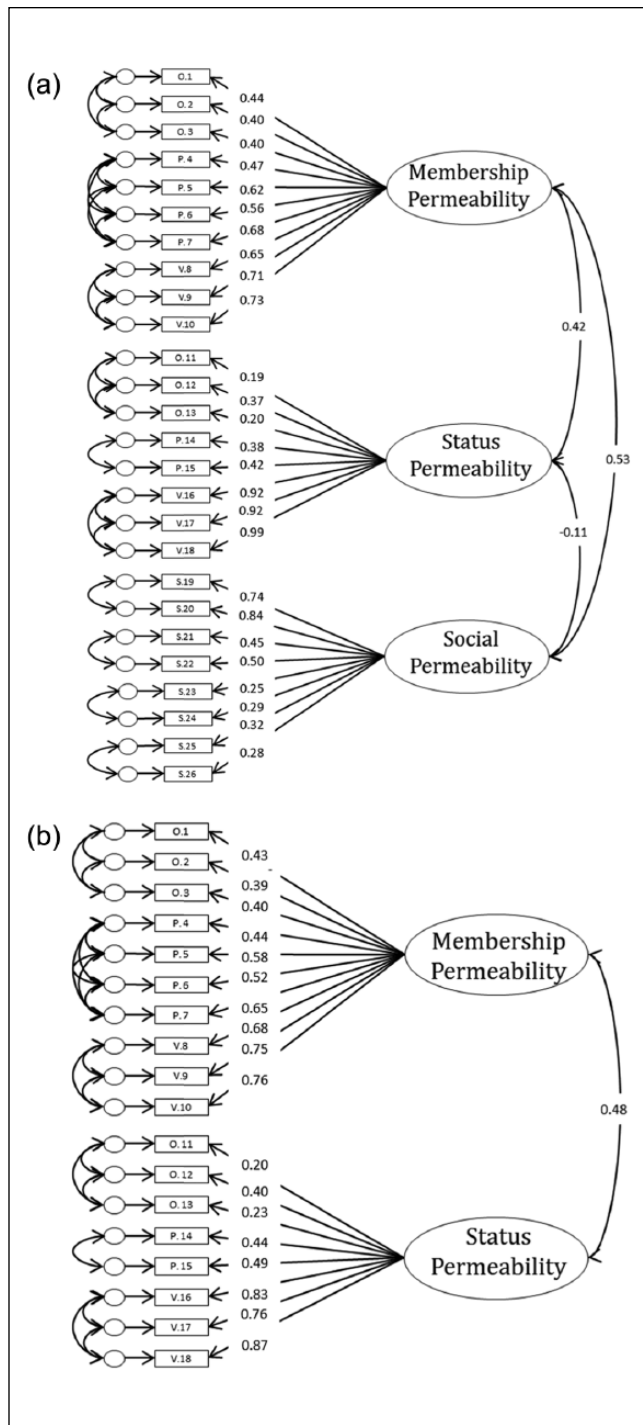 (a)
O.1
O.2
O.3
P.4
P.5
P.6
P.7
V.8
V.9
V.10
0.44
0.40
0.40
0.47
0.62
0.56
0.68
0.65
0.71
0.73
Membership
Permeability
O.11
O.12
O.13
P.14
P.15
V.16
V.17
V.18
0.19
0.37
0.20
0.38
0.42
0.92
0.92
0.99
Status
Permeability
S.19
S.20
S.21
S.22
S.23
S.24
S.25
S.26
0.74
0.84
0.45
0.50
0.25
0.29
0.32
0.28
Social
Permeability
0.42
0.53
-0.11
(b)
O.1
O.2
O.3
P.4
P.5
P.6
P.7
V.8
V.9
V.10
0.43
0.39
0.40
0.44
0.58
0.52
0.65
0.68
0.75
0.76
Membership
Permeability
O.11
O.12
O.13
P.14
P.15
V.16
V.17
V.18
0.20
0.40
0.23
0.44
0.49
0.83
0.76
0.87
Status
Permeability
0.48